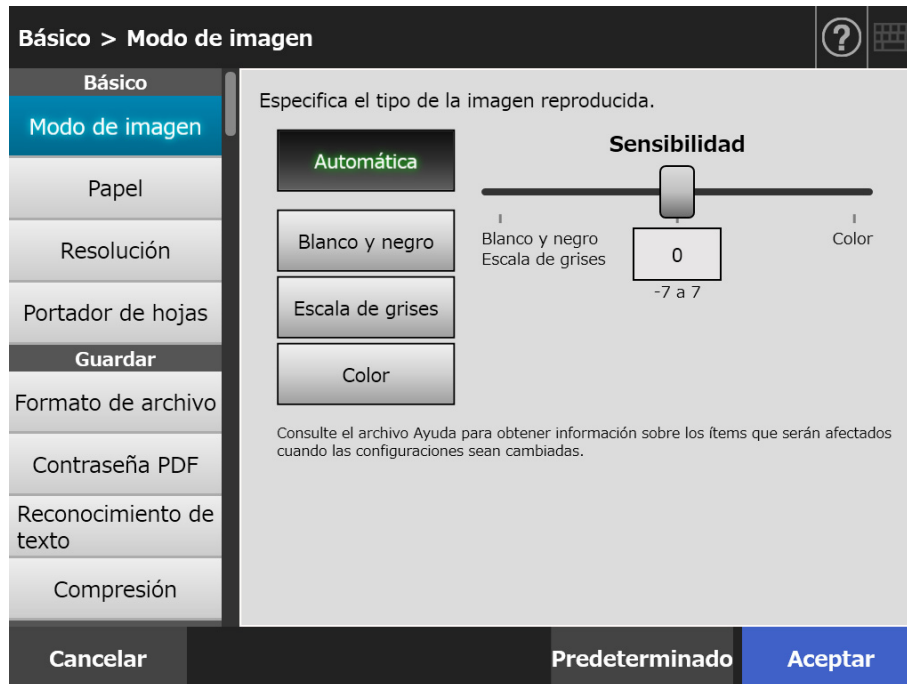 Básico > Modo de imagen
?
Básico
Modo de imagen
Papel
Resolución
Portador de hojas
Guardar
Formato de archivo
Contraseña PDF
Reconocimiento de
texto
Compresión
Especifica el tipo de la imagen reproducida.
Automática
Blanco y negro
Escala de grises
Color
Sensibilidad
Blanco y negro
Escala de grises
0
-7 a 7
Color
Consulte el archivo Ayuda para obtener información sobre los ítems que serán afectados
cuando las configuraciones sean cambiadas.
Cancelar
Predeterminado
Aceptar